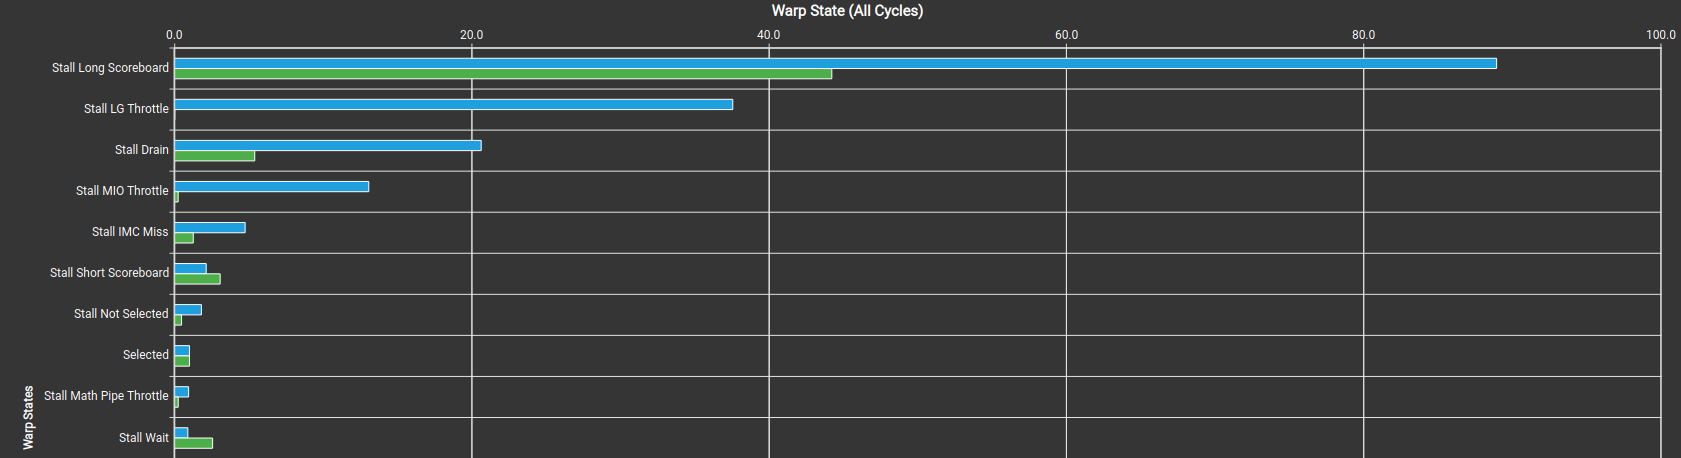 Warp State (All Cycles)
0.0 20.0 40.0 60.0 80.0 100.0
Stall Long Scoreboard
Stall LG Throttle
Stall Drain
Stall MIO Throttle
Stall IMC Miss
Stall Short Scoreboard
Stall Not Selected
Selected
Stall Math Pipe Throttle
Stall Wait
Warp States